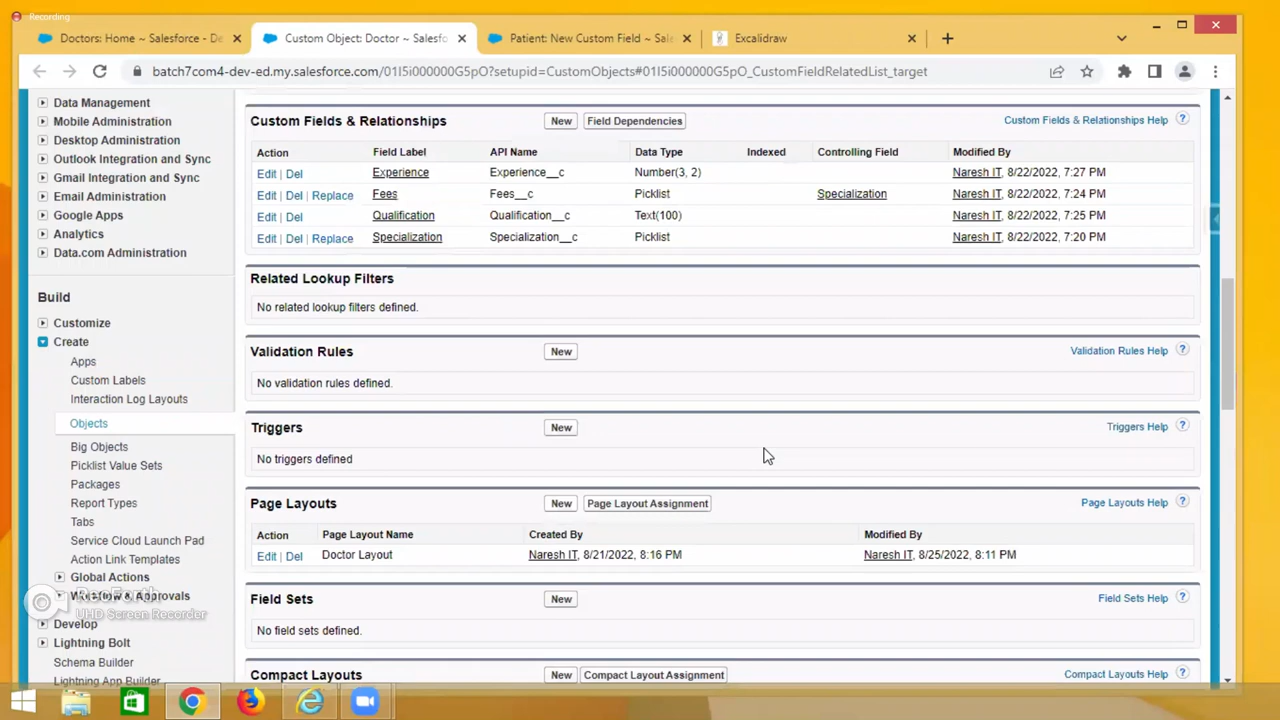 Recording
Doctors: Home ~ Salesforce - De
Custom Object: Doctor ~ Salesfo
Patient: New Custom Field ~ Sale
Excalidraw
batch7com4-dev-ed.my.salesforce.com/01I5i000000G5pO?setupid=CustomObjects#01I5i000000G5pO_CustomFieldRelatedList_target
Data Management
Mobile Administration
Desktop Administration
Outlook Integration and Sync
Gmail Integration and Sync
Email Administration
Google Apps
Analytics
Data.com Administration
Build
Customize
Create
Apps
Custom Labels
Interaction Log Layouts
Objects
Big Objects
Picklist Value Sets
Packages
Report Types
Tabs
Service Cloud Launch Pad
Action Link Templates
Global Actions
Workflow & Approvals
UHD Screen Recorder
Develop
Lightning Bolt
Schema Builder
Lightning App Builder
Custom Fields & Relationships New Field Dependencies Custom Fields & Relationships Help ?
Action Field Label API Name Data Type Indexed Controlling Field Modified By
Edit | Del Experience Experience__c Number(3, 2) Naresh IT, 8/22/2022, 7:27 PM
Edit | Del | Replace Fees Fees__c Picklist Specialization Naresh IT, 8/22/2022, 7:24 PM
Edit | Del Qualification Qualification__c Text(100) Naresh IT, 8/22/2022, 7:25 PM
Edit | Del | Replace Specialization Specialization__c Picklist Naresh IT, 8/22/2022, 7:20 PM
Related Lookup Filters
No related lookup filters defined.
Validation Rules New Validation Rules Help ?
No validation rules defined.
Triggers New Triggers Help ?
No triggers defined
Page Layouts New Page Layout Assignment Page Layouts Help ?
Action Page Layout Name Created By Modified By
Edit | Del Doctor Layout Naresh IT, 8/21/2022, 8:16 PM Naresh IT, 8/25/2022, 8:11 PM
Field Sets New Field Sets Help ?
No field sets defined.
Compact Layouts New Compact Layout Assignment Compact Layouts Help ?